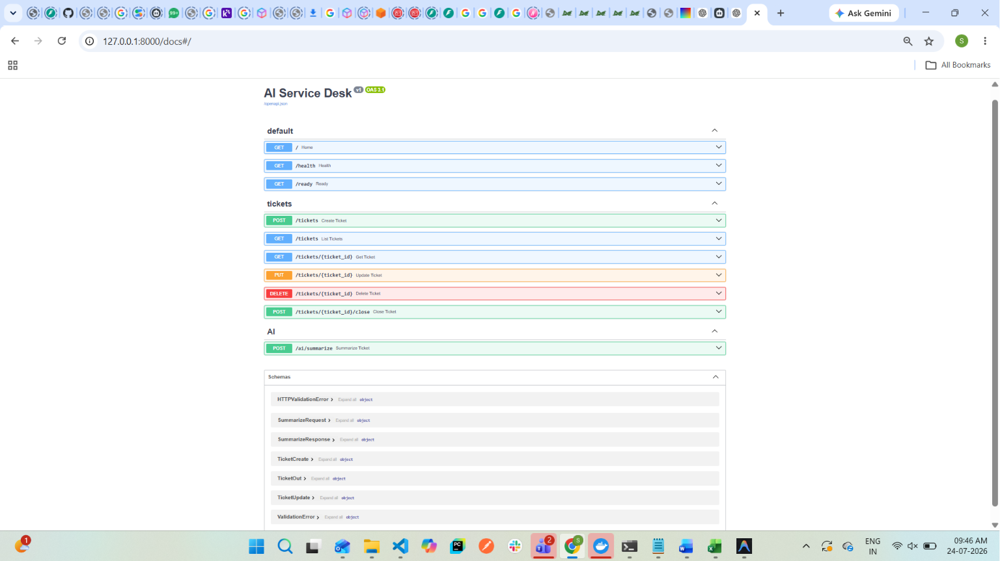 99+
Ask Gemini
127.0.0.1:8000/docs#/
S
All Bookmarks
AI Service Desk v1 OAS 3.1
/openapi.json
default
GET / Home
GET /health Health
GET /ready Ready
tickets
POST /tickets Create Ticket
GET /tickets List Tickets
GET /tickets/{ticket_id} Get Ticket
PUT /tickets/{ticket_id} Update Ticket
DELETE /tickets/{ticket_id} Delete Ticket
POST /tickets/{ticket_id}/close Close Ticket
AI
POST /ai/summarize Summarize Ticket
Schemas
HTTPValidationError Expand all object
SummarizeRequest Expand all object
SummarizeResponse Expand all object
TicketCreate Expand all object
TicketOut Expand all object
TicketUpdate Expand all object
ValidationError Expand all object
1
PC
2
S
ENG
IN
09:46 AM
24-07-2026